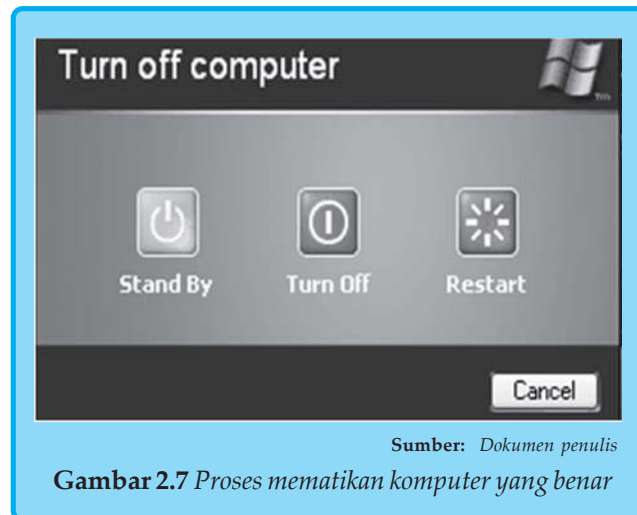 Turn off computer
TM
Stand By
Turn Off
Restart
Cancel
Sumber: Dokumen penulis
Gambar 2.7 Proses mematikan komputer yang benar